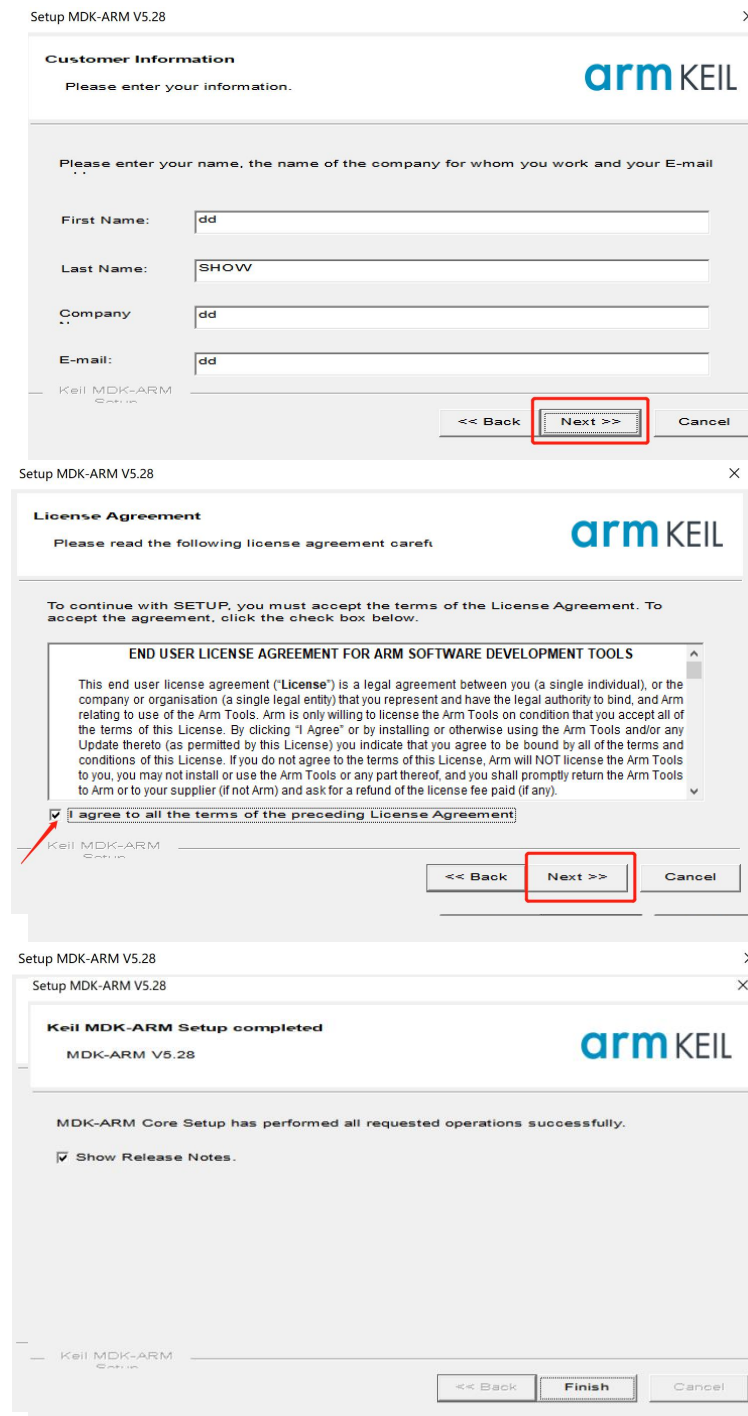 Setup MDK-ARM V5.28
Customer Information
Please enter your information.
arm KEIL
Please enter your name, the name of the company for whom you work and your E-mail
First Name:
dd
Last Name:
SHOW
Company
dd
E-mail:
dd
Keil MDK-ARM
<< Back
Next >>
Cancel
Setup MDK-ARM V5.28
License Agreement
Please read the following license agreement
arm KEIL
To continue with SETUP, you must accept the terms of the License Agreement. To
accept the agreement, click the check box below.
END USER LICENSE AGREEMENT FOR ARM SOFTWARE DEVELOPMENT TOOLS
This end user license agreement ("License") is a legal agreement between you (a single individual), or the
company or organisation (a single legal entity) that you represent and have the legal authority to bind, and Arm
relating to use of the Arm Tools. Arm is only willing to license the Arm Tools on condition that you accept all of
the terms of this License. By clicking "I Agree" or by installing or otherwise using the Arm Tools and/or any
Update thereto (as permitted by this License) you indicate that you agree to be bound by all of the terms and
conditions of this License. If you do not agree to the terms of this License, Arm will NOT license the Arm Tools
to you, you may not install or use the Arm Tools or any part thereof, and you shall promptly return the Arm Tools
to Arm or to your supplier (if not Arm) and ask for a refund of the license fee paid (if any).
I agree to all the terms of the preceding License Agreement
Keil MDK-ARM
<< Back
Next >>
Cancel
Setup MDK-ARM V5.28
Setup MDK-ARM V5.28
Keil MDK-ARM Setup completed
MDK-ARM V5.28
arm KEIL
MDK-ARM Core Setup has performed all requested operations successfully.
Show Release Notes.
Keil MDK-ARM
<< Back
Finish
Cancel